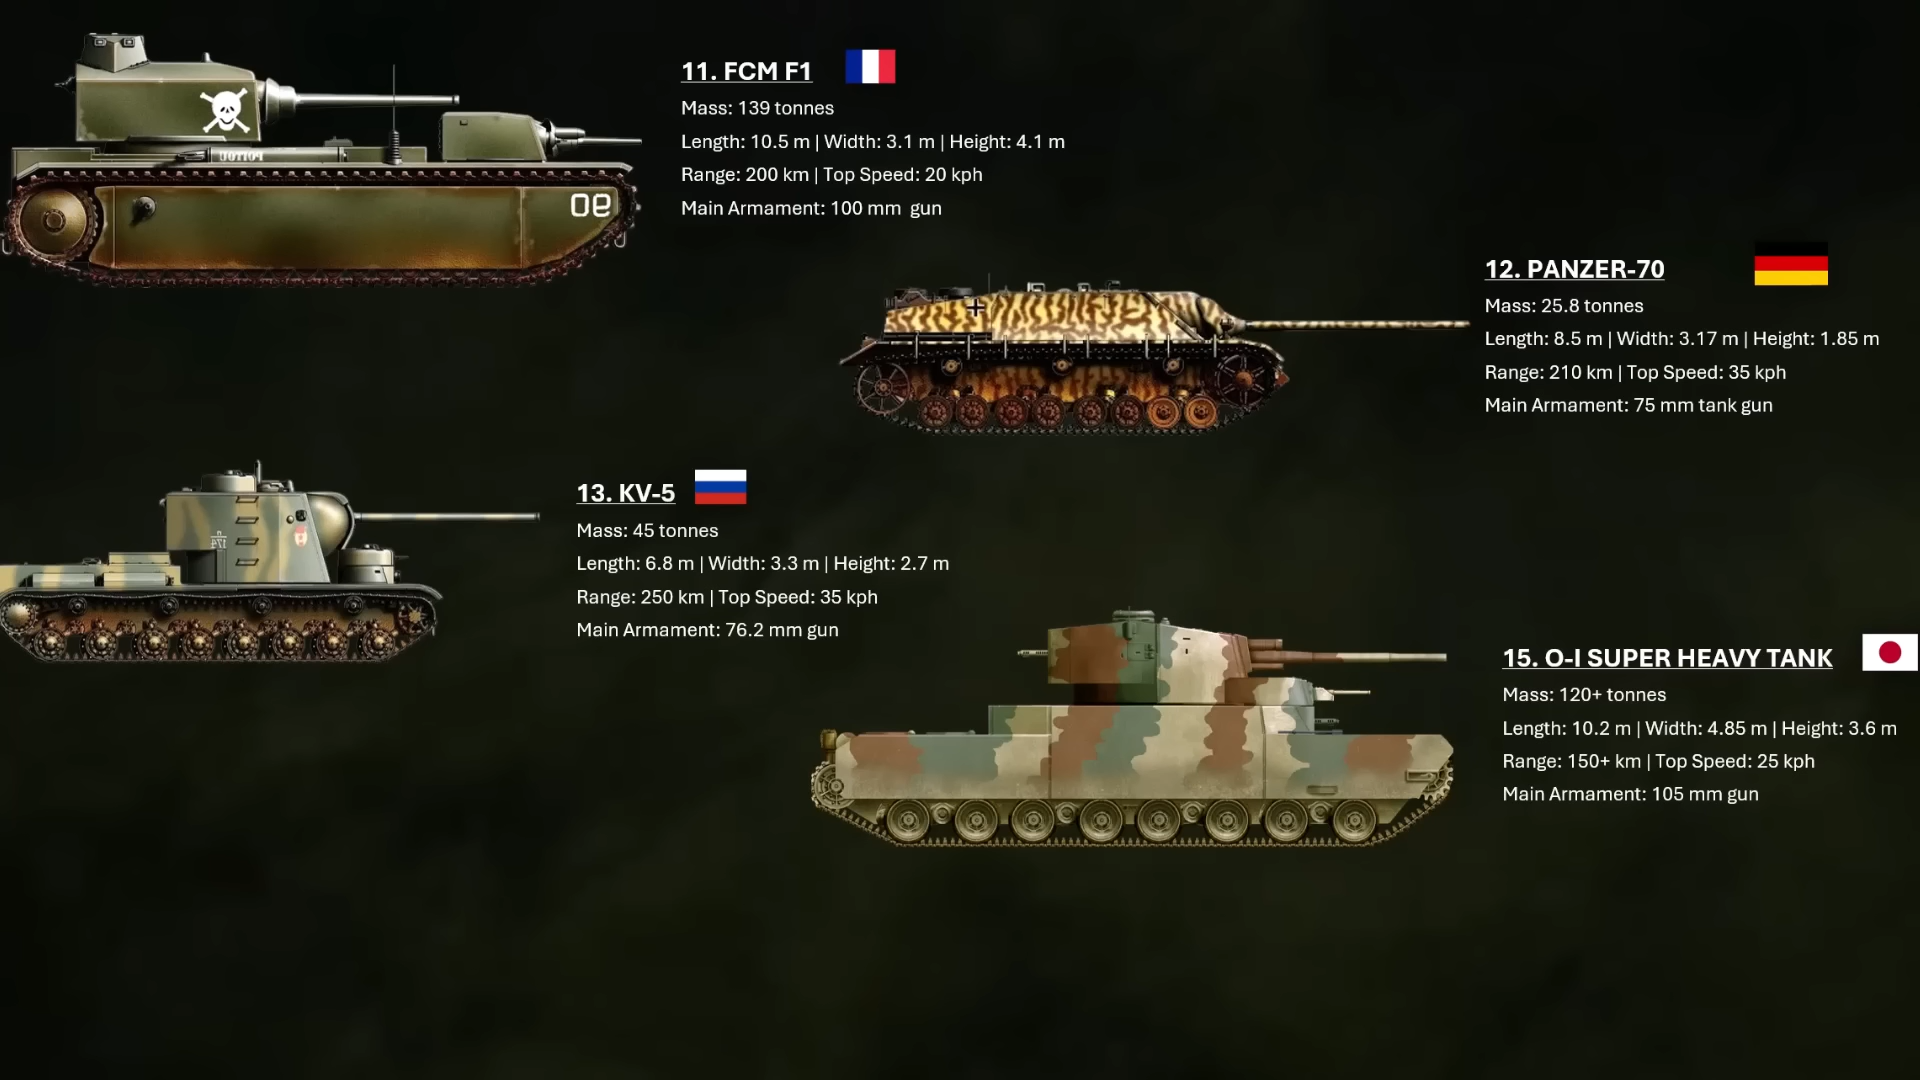 11. FCM F1
Mass: 139 tonnes
Length: 10.5 m | Width: 3.1 m | Height: 4.1 m
Range: 200 km | Top Speed: 20 kph
Main Armament: 100 mm  gun
POITOU
90
12. PANZER-70
Mass: 25.8 tonnes
Length: 8.5 m | Width: 3.17 m | Height: 1.85 m
Range: 210 km | Top Speed: 35 kph
Main Armament: 75 mm tank gun
13. KV-5
Mass: 45 tonnes
Length: 6.8 m | Width: 3.3 m | Height: 2.7 m
Range: 250 km | Top Speed: 35 kph
Main Armament: 76.2 mm gun
15. O-I SUPER HEAVY TANK
Mass: 120+ tonnes
Length: 10.2 m | Width: 4.85 m | Height: 3.6 m
Range: 150+ km | Top Speed: 25 kph
Main Armament: 105 mm gun